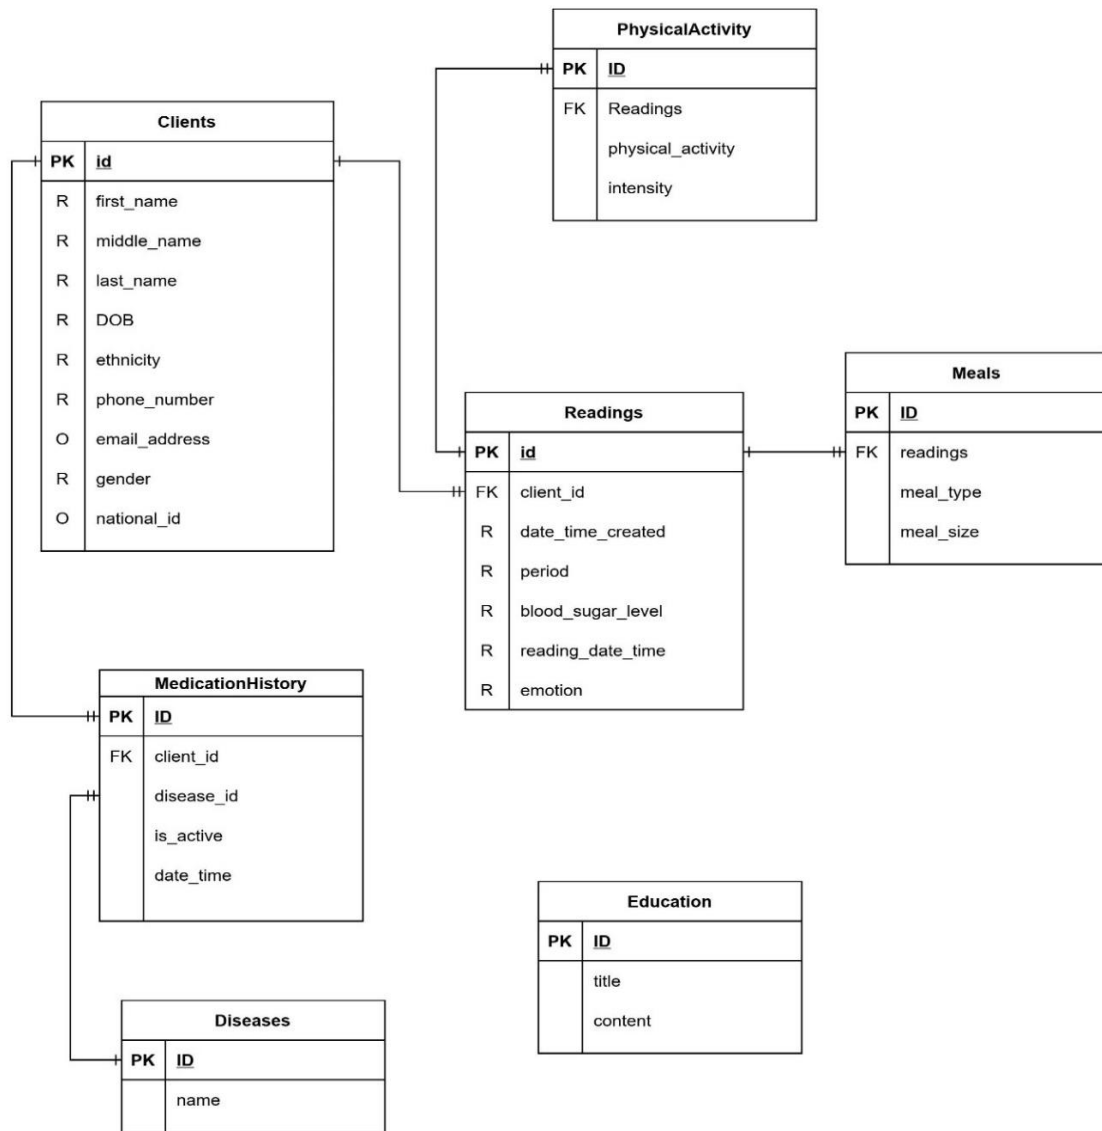 PhysicalActivity
PK ID
FK Readings
physical_activity
intensity
Clients
PK id
R first_name
R middle_name
R last_name
R DOB
R ethnicity
R phone_number
O email_address
R gender
O national_id
Meals
PK ID
FK readings
meal_type
meal_size
Readings
PK id
FK client_id
R date_time_created
R period
R blood_sugar_level
R reading_date_time
R emotion
MedicationHistory
PK ID
FK client_id
disease_id
is_active
date_time
Education
PK ID
title
content
Diseases
PK ID
name